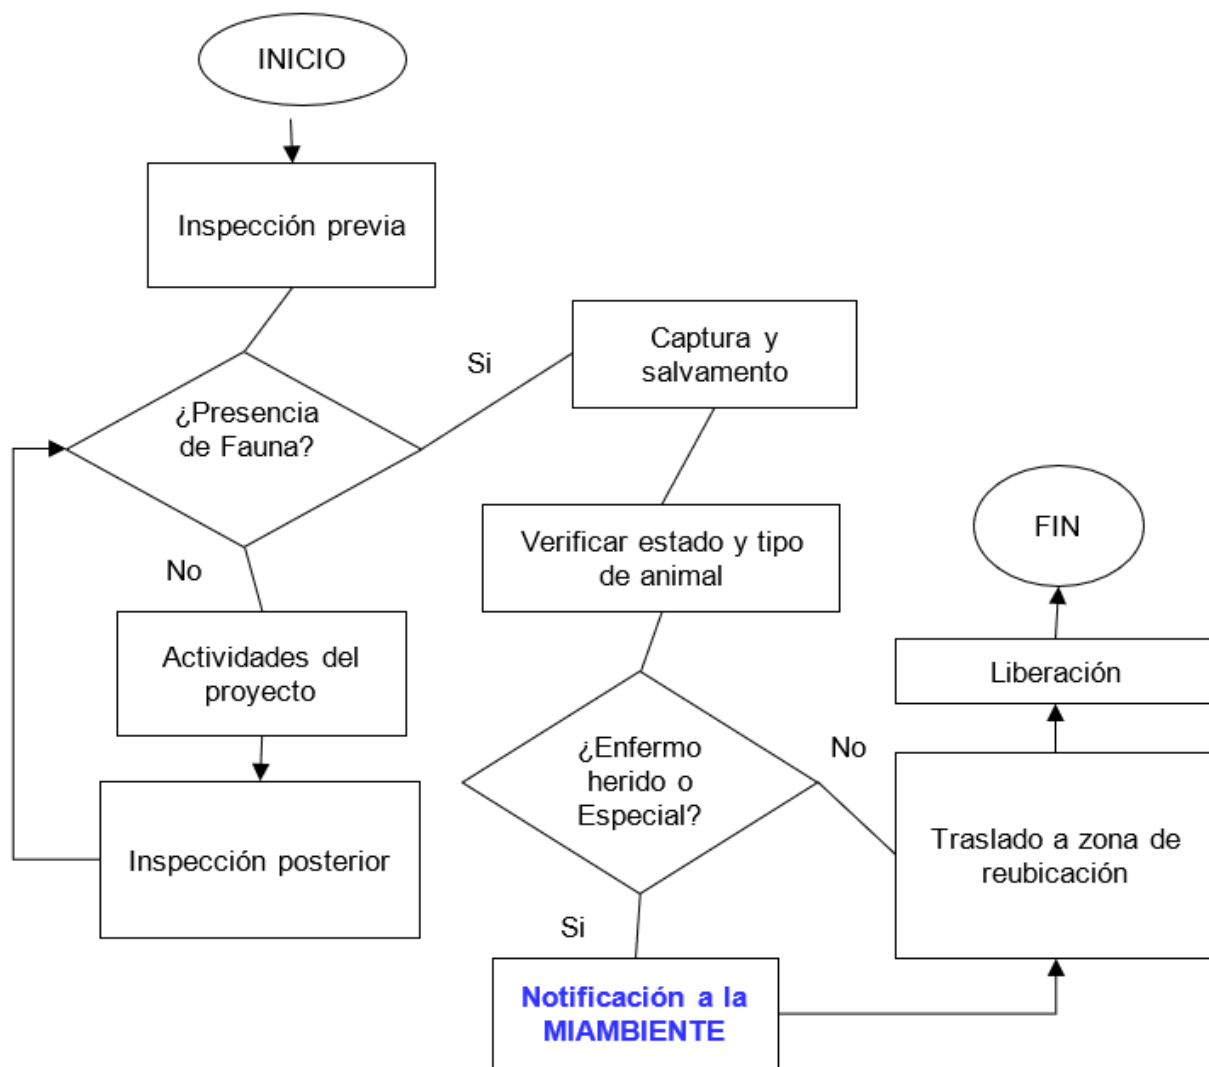 INICIO
Inspección previa
¿Presencia
de Fauna?
Si
No
Actividades del
proyecto
Inspección posterior
Captura y
salvamento
Verificar estado y tipo
de animal
¿Enfermo
herido o
Especial?
No
Si
Notificación a la
MIAMBIENTE
Traslado a zona de
reubicación
Liberación
FIN